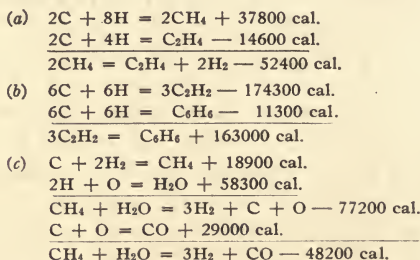 (a) 2C + 8H = 2CH₄ + 37800 cal.
2C + 4H = C₂H₄ — 14600 cal.
2CH₄ = C₂H₄ + 2H₂ — 52400 cal.
(b) 6C + 6H = 3C₂H₂ — 174300 cal.
6C + 6H = C₆H₆ — 11300 cal.
3C₂H₂ = C₆H₆ + 163000 cal.
(c) C + 2H₂ = CH₄ + 18900 cal.
2H + O = H₂O + 58300 cal.
CH₄ + H₂O = 3H₂ + C + O — 77200 cal.
C + O = CO + 29000 cal.
CH₄ + H₂O = 3H₂ + CO — 48200 cal.